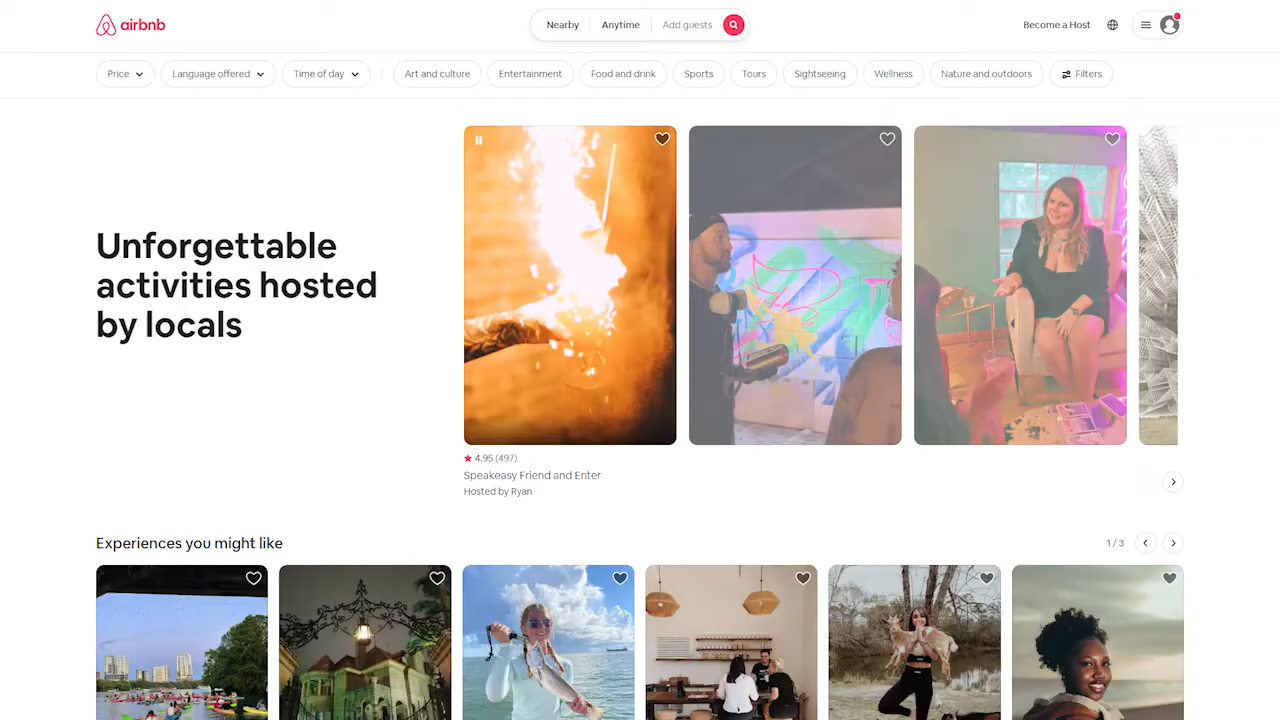 airbnb
Nearby
Anytime
Add guests
Become a Host
Price
Language offered
Time of day
Art and culture
Entertainment
Food and drink
Sports
Tours
Sightseeing
Wellness
Nature and outdoors
Filters
Unforgettable
activities hosted
by locals
4.95 (497)
Speakeasy Friend and Enter
Hosted by Ryan
Experiences you might like
1 / 3